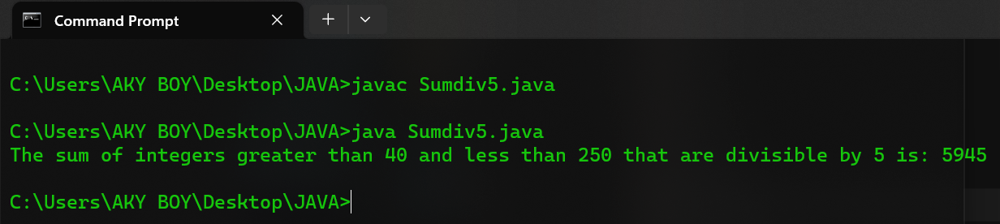 Command Prompt
C:\Users\AKY BOY\Desktop\JAVA>javac Sumdiv5.java
C:\Users\AKY BOY\Desktop\JAVA>java Sumdiv5.java
The sum of integers greater than 40 and less than 250 that are divisible by 5 is: 5945
C:\Users\AKY BOY\Desktop\JAVA>